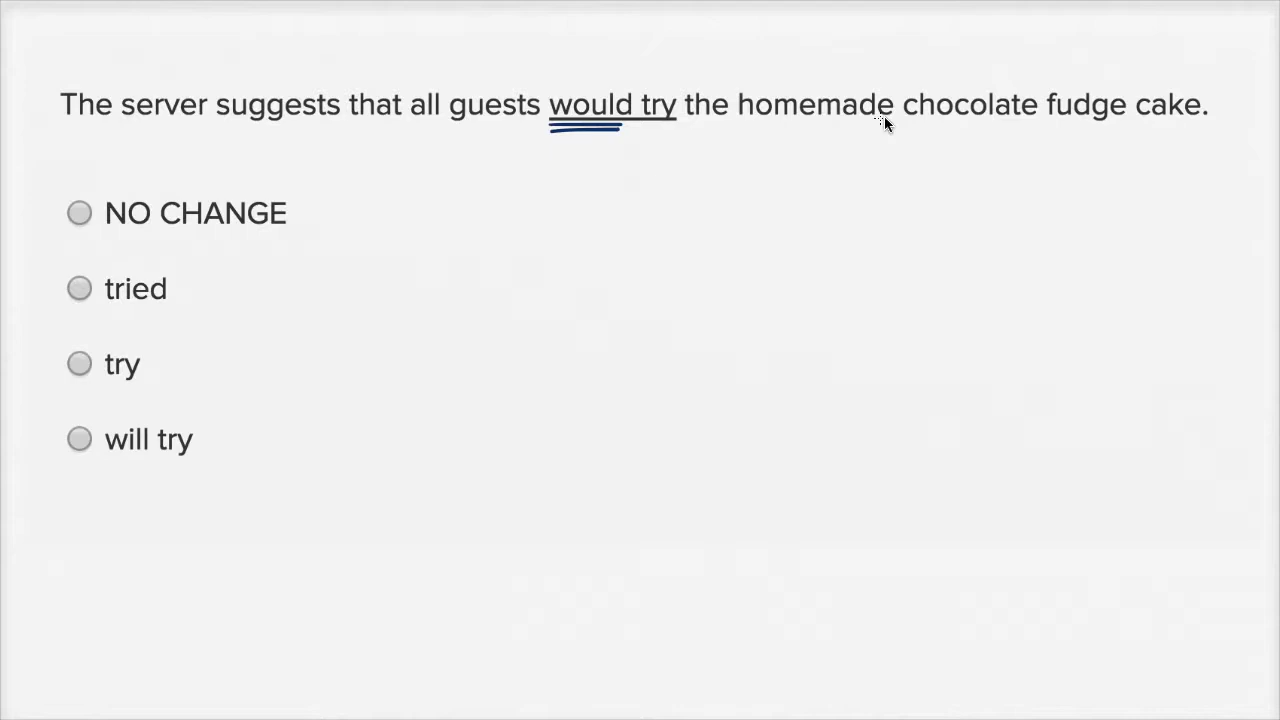 The server suggests that all guests would try the homemade chocolate fudge cake.
NO CHANGE
tried
try
will try